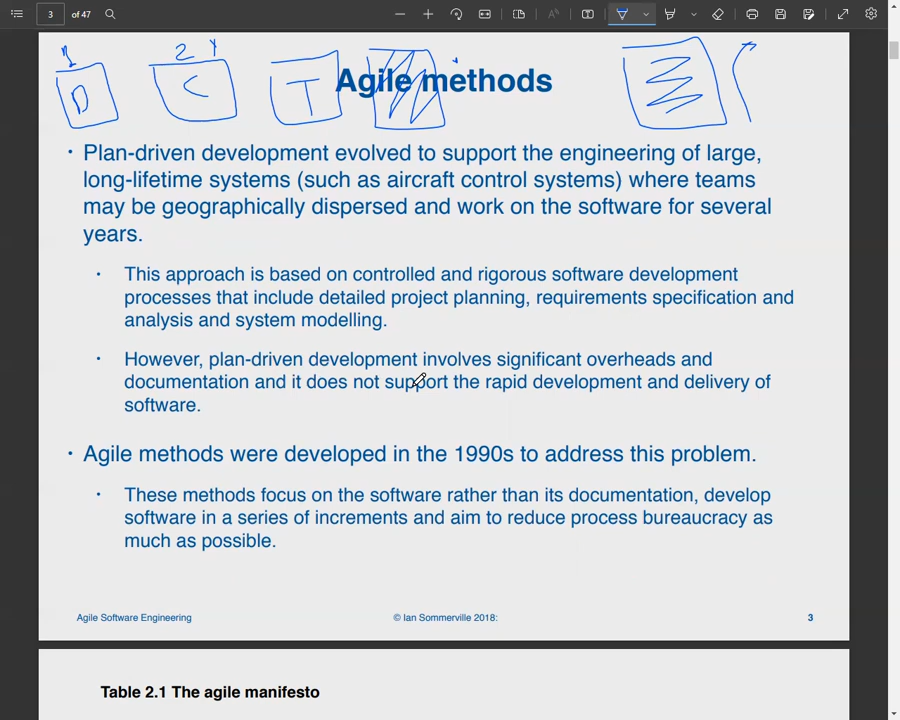 3 of 47
1
2 Y
D
C
T
Agile methods
• Plan-driven development evolved to support the engineering of large,
long-lifetime systems (such as aircraft control systems) where teams
may be geographically dispersed and work on the software for several
years.
• This approach is based on controlled and rigorous software development
processes that include detailed project planning, requirements specification and
analysis and system modelling.
• However, plan-driven development involves significant overheads and
documentation and it does not support the rapid development and delivery of
software.
• Agile methods were developed in the 1990s to address this problem.
• These methods focus on the software rather than its documentation, develop
software in a series of increments and aim to reduce process bureaucracy as
much as possible.
Agile Software Engineering
© Ian Sommerville 2018:
3
Table 2.1 The agile manifesto